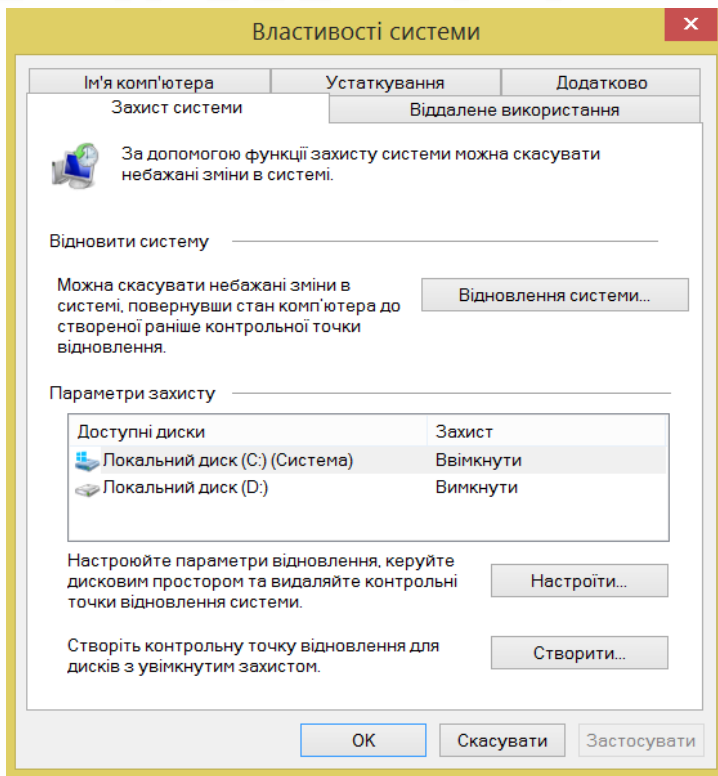 Властивості системи
Ім'я комп'ютера
Устаткування
Додатково
Захист системи
Віддалене використання
За допомогою функції захисту системи можна скасувати
небажані зміни в системі.
Відновити систему
Можна скасувати небажані зміни в
системі, повернувши стан комп'ютера до
створеної раніше контрольної точки
відновлення.
Відновлення системи...
Параметри захисту
Доступні диски
Захист
Локальний диск (C:) (Система)
Ввімкнути
Локальний диск (D:)
Вимкнути
Настроюйте параметри відновлення, керуйте
дисковим простором та видаляйте контрольні
точки відновлення системи.
Настроїти...
Створіть контрольну точку відновлення для
дисків з увімкнутим захистом.
Створити...
OK
Скасувати
Застосувати